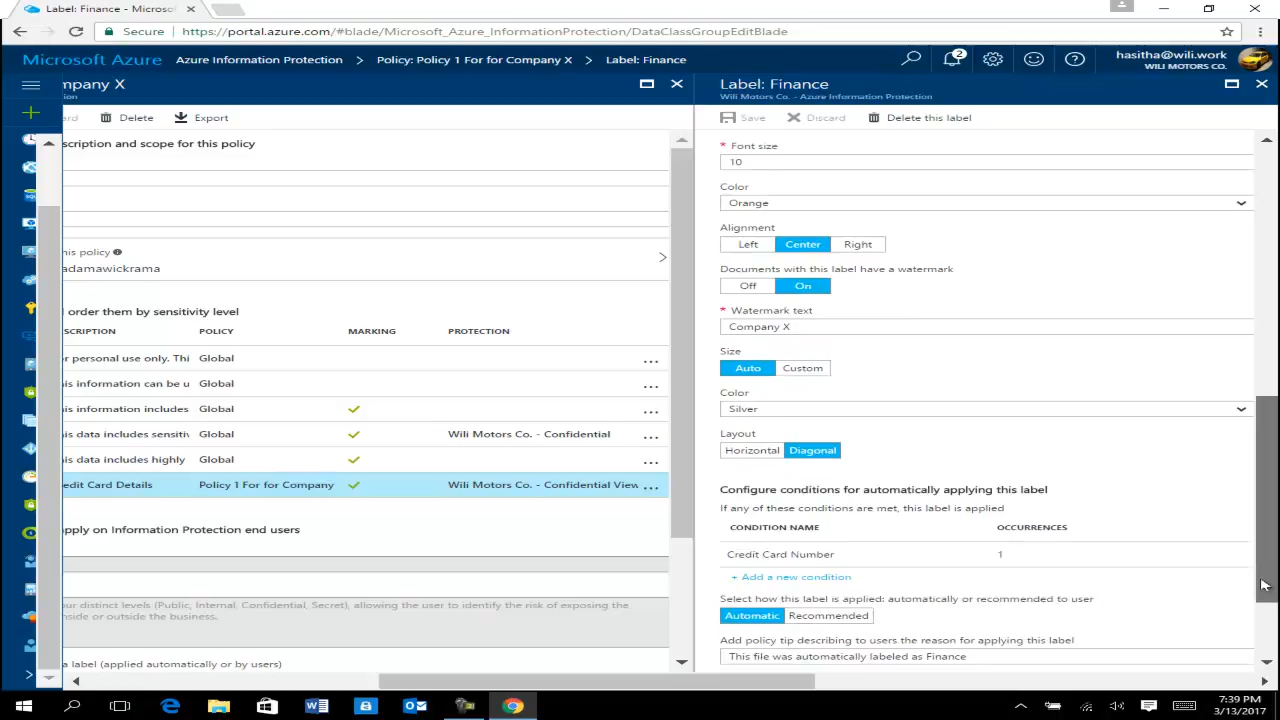 Label: Finance - Microsof
Secure
https://portal.azure.com/#blade/Microsoft_Azure_InformationProtection/DataClassGroupEditBlade
Microsoft Azure
Azure Information Protection > Policy: Policy 1 For for Company X > Label: Finance
2
hasitha@wili.work
WILI MOTORS CO.
mpany X
tion
ard
Delete
Export
scription and scope for this policy
his policy
adamawickrama
l order them by sensitivity level
SCRIPTION POLICY MARKING PROTECTION
or personal use only. Thi Global ...
his information can be u Global ...
his information includes Global ...
his data includes sensiti Global Wili Motors Co. - Confidential ...
his data includes highly Global ...
redit Card Details Policy 1 For for Company Wili Motors Co. - Confidential View ...
apply on Information Protection end users
our distinct levels (Public, Internal, Confidential, Secret), allowing the user to identify the risk of exposing the
nside or outside the business.
a label (applied automatically or by users)
Label: Finance
Wili Motors Co. - Azure Information Protection
Save
Discard
Delete this label
* Font size
10
Color
Orange
Alignment
Left Center Right
Documents with this label have a watermark
Off On
* Watermark text
Company X
Size
Auto Custom
Color
Silver
Layout
Horizontal Diagonal
Configure conditions for automatically applying this label
If any of these conditions are met, this label is applied
CONDITION NAME OCCURRENCES
Credit Card Number 1
+ Add a new condition
Select how this label is applied: automatically or recommended to user
Automatic Recommended
Add policy tip describing to users the reason for applying this label
This file was automatically labeled as Finance
7:39 PM
3/13/2017